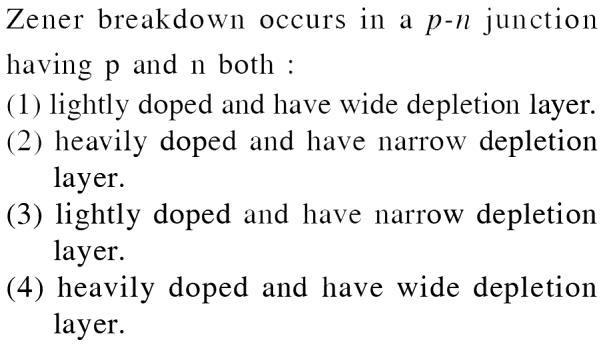 Zener breakdown occurs in a p-n junction
having p and n both :
(1) lightly doped and have wide depletion layer.
(2) heavily doped and have narrow depletion
layer.
(3) lightly doped and have narrow depletion
layer.
(4) heavily doped and have wide depletion
layer.